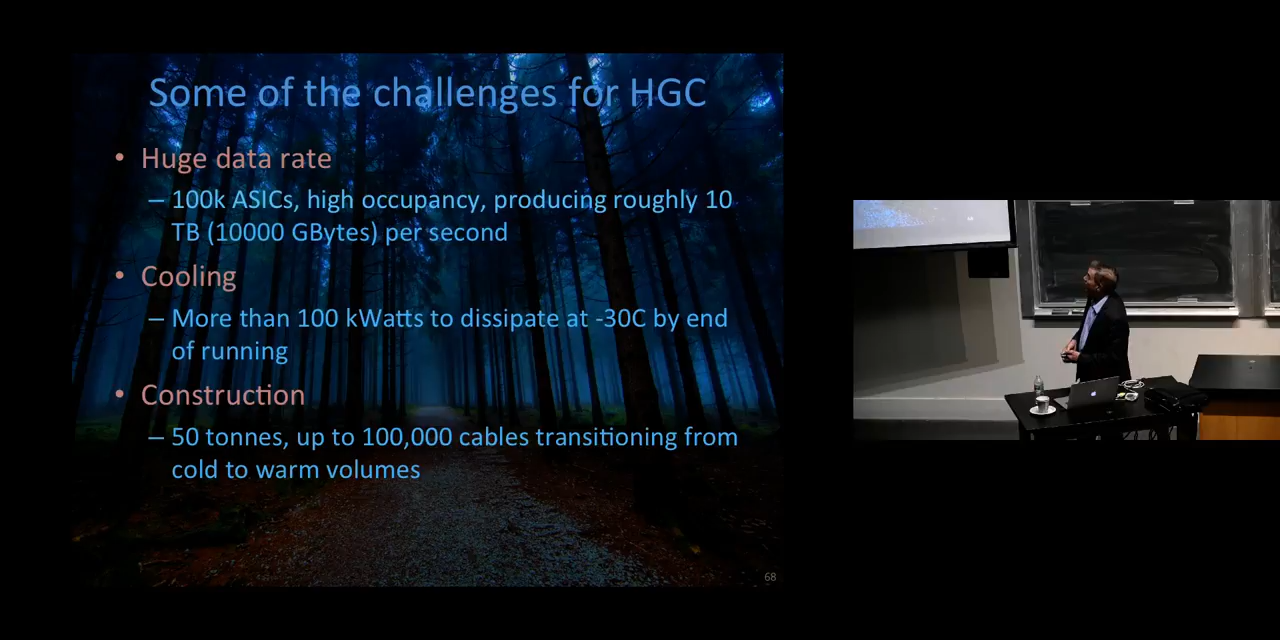 Some of the challenges for HGC
• Huge data rate
– 100k ASICs, high occupancy, producing roughly 10
TB (10000 GBytes) per second
• Cooling
– More than 100 kWatts to dissipate at -30C by end
of running
• Construction
– 50 tonnes, up to 100,000 cables transitioning from
cold to warm volumes
68